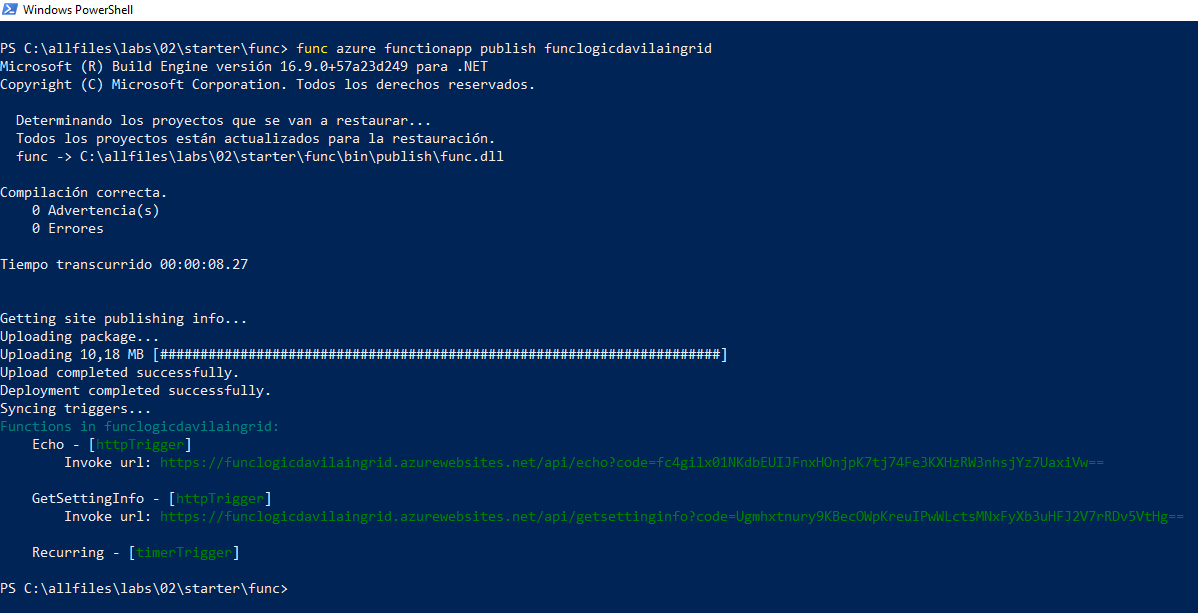 Windows PowerShell
PS C:\allfiles\labs\02\starter\func> func azure functionapp publish funclogicdavilaingrid
Microsoft (R) Build Engine versión 16.9.0+57a23d249 para .NET
Copyright (C) Microsoft Corporation. Todos los derechos reservados.
Determinando los proyectos que se van a restaurar...
Todos los proyectos están actualizados para la restauración.
func -> C:\allfiles\labs\02\starter\func\bin\publish\func.dll
Compilación correcta.
0 Advertencia(s)
0 Errores
Tiempo transcurrido 00:00:08.27
Getting site publishing info...
Uploading package...
Uploading 10,18 MB [######################################################################]
Upload completed successfully.
Deployment completed successfully.
Syncing triggers...
Functions in funclogicdavilaingrid:
Echo - [httpTrigger]
Invoke url: https://funclogicdavilaingrid.azurewebsites.net/api/echo?code=fc4gilx01NKdbEUIJFnxHOnjpK7tj74Fe3KXHzRW3nhsjYz7UaxiVw==
GetSettingInfo - [httpTrigger]
Invoke url: https://funclogicdavilaingrid.azurewebsites.net/api/getsettinginfo?code=Ugmhxtnury9KBecOWpKreuIPwWLctsMNxFyXb3uHFJ2V7rRDv5VtHg==
Recurring - [timerTrigger]
PS C:\allfiles\labs\02\starter\func>